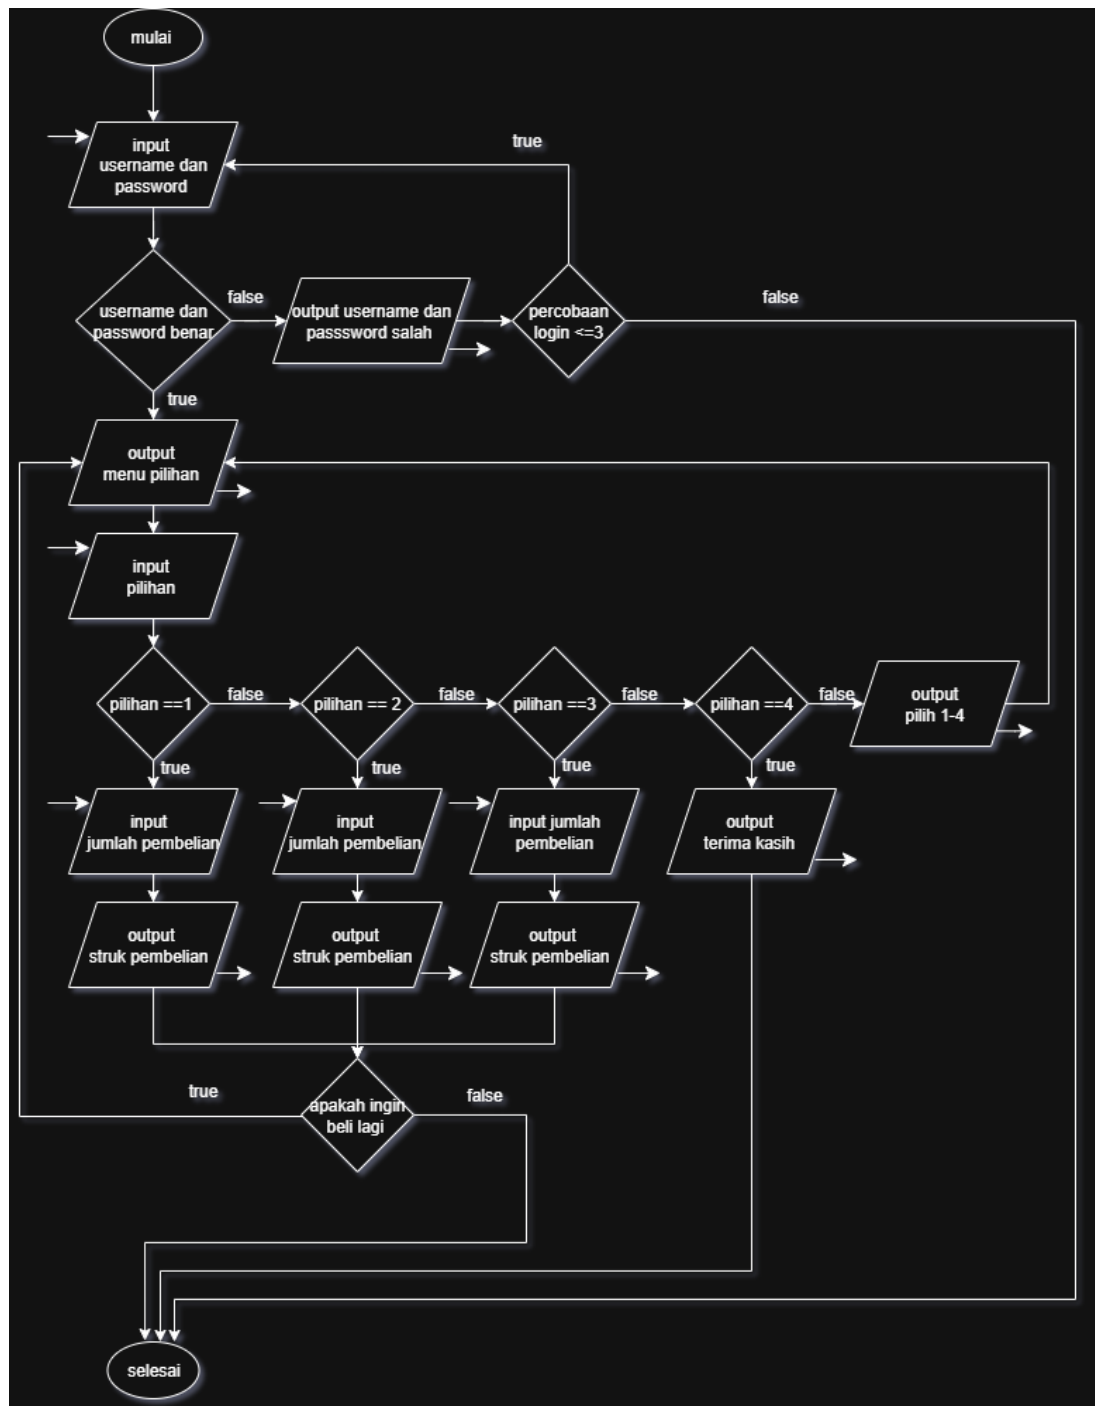 mulai
input
username dan
password
true
username dan
password benar
false
output username dan
passsword salah
percobaan
login <=3
false
true
output
menu pilihan
input
pilihan
pilihan ==1
false
pilihan == 2
false
pilihan ==3
false
pilihan ==4
false
output
pilih 1-4
true
true
true
true
input
jumlah pembelian
input
jumlah pembelian
input jumlah
pembelian
output
terima kasih
output
struk pembelian
output
struk pembelian
output
struk pembelian
true
apakah ingin
beli lagi
false
selesai